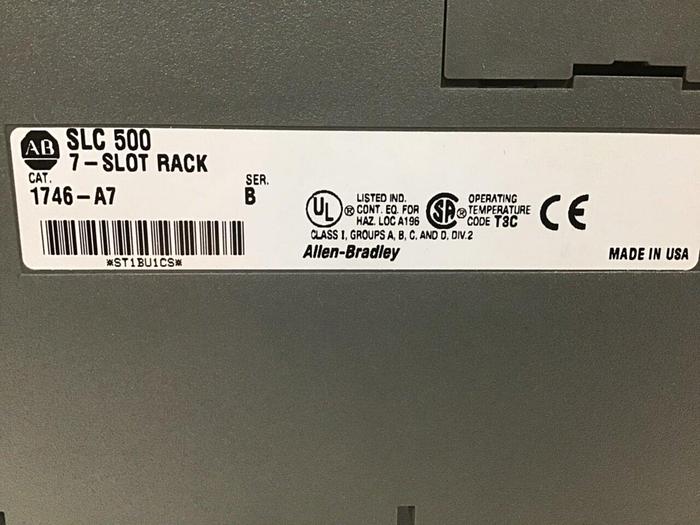 AB SLC 500
7-SLOT RACK
CAT. SER.
1746-A7 B
*ST1BU1CS*
UL ® LISTED IND.
CONT. EQ. FOR
HAZ. LOC A196
SA ® OPERATING
TEMPERATURE
CODE T3C
CE
CLASS I, GROUPS A, B, C, AND D, DIV.2
Allen-Bradley
MADE IN USA